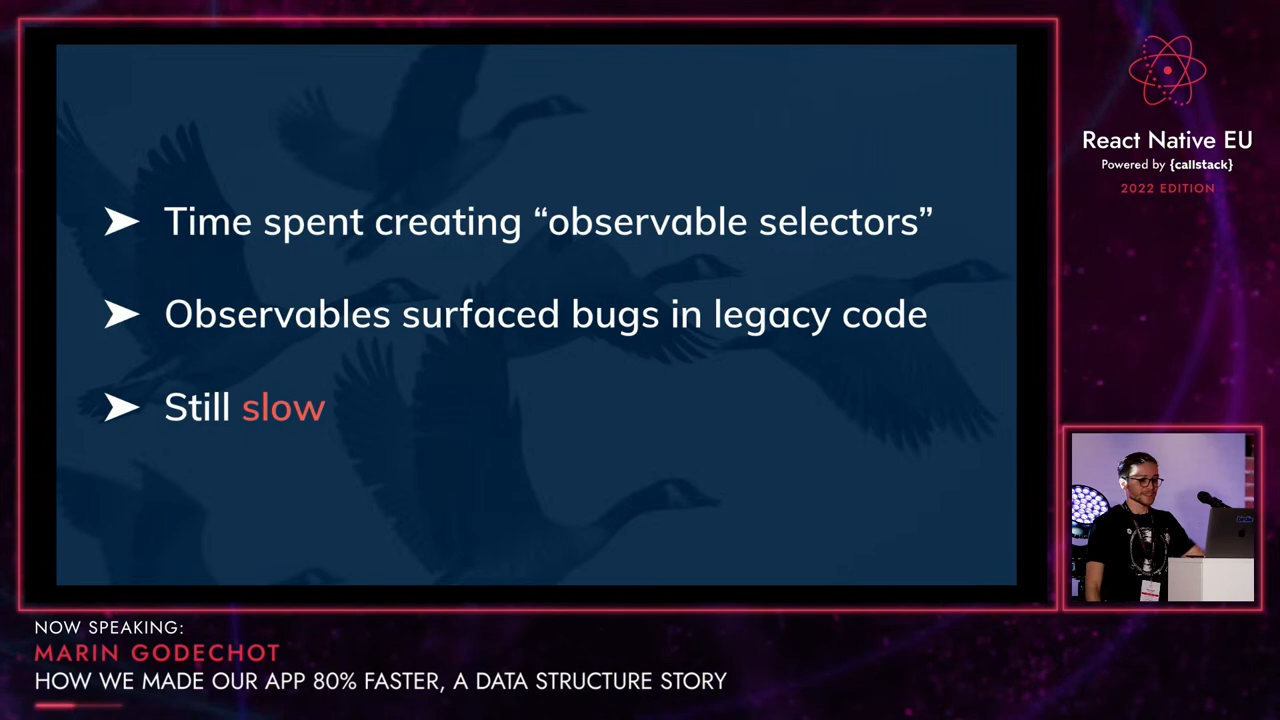 Time spent creating “observable selectors”
Observables surfaced bugs in legacy code
Still slow
React Native EU
Powered by {callstack}
2022 EDITION
NOW SPEAKING:
MARIN GODECHOT
HOW WE MADE OUR APP 80% FASTER, A DATA STRUCTURE STORY